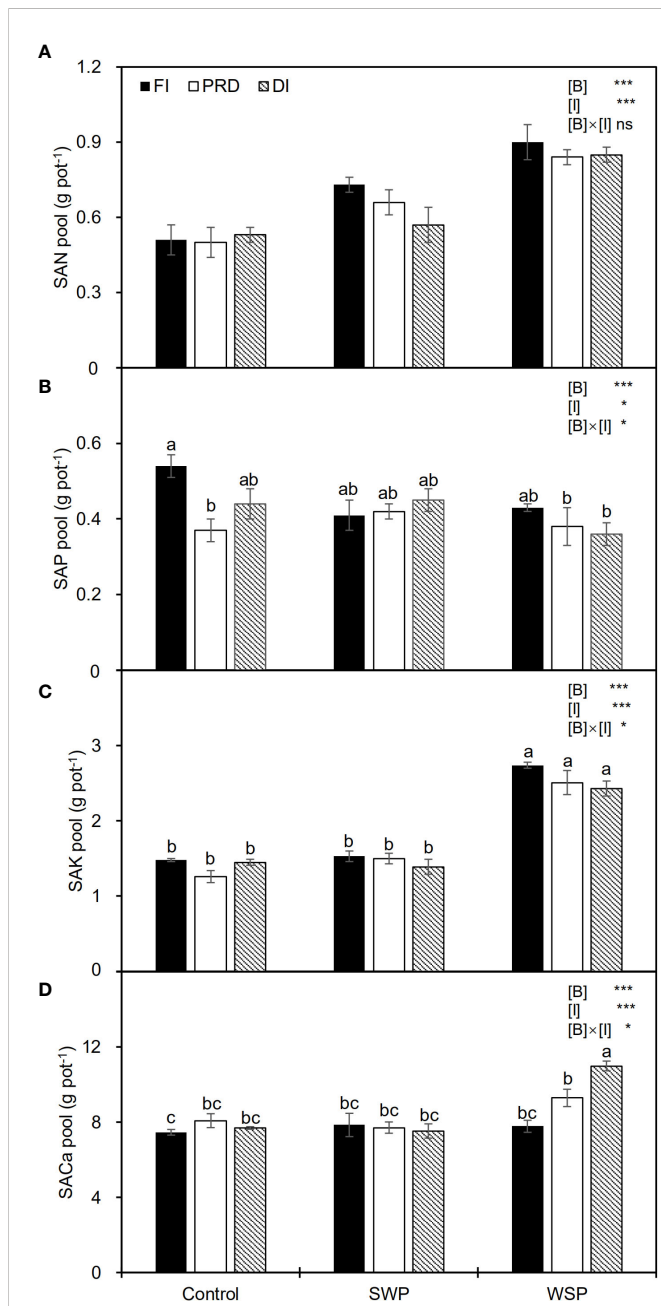 A
1.2
FI PRD DI
[B] ***
[I] ***
[B]×[I] ns
0.9
0.6
0.3
0
SAN pool (g pot-1)
B
[B] ***
[I] *
[B]×[I] *
a
b
ab
ab
ab
ab
ab
b
b
0.6
0.4
0.2
0
SAP pool (g pot-1)
C
[B] ***
[I] ***
[B]×[I] *
b
b
b
b
b
b
a
a
a
3
2
1
0
SAK pool (g pot-1)
D
[B] ***
[I] ***
[B]×[I] *
c
bc
bc
bc
bc
bc
bc
b
a
12
8
4
0
SACa pool (g pot-1)
Control SWP WSP